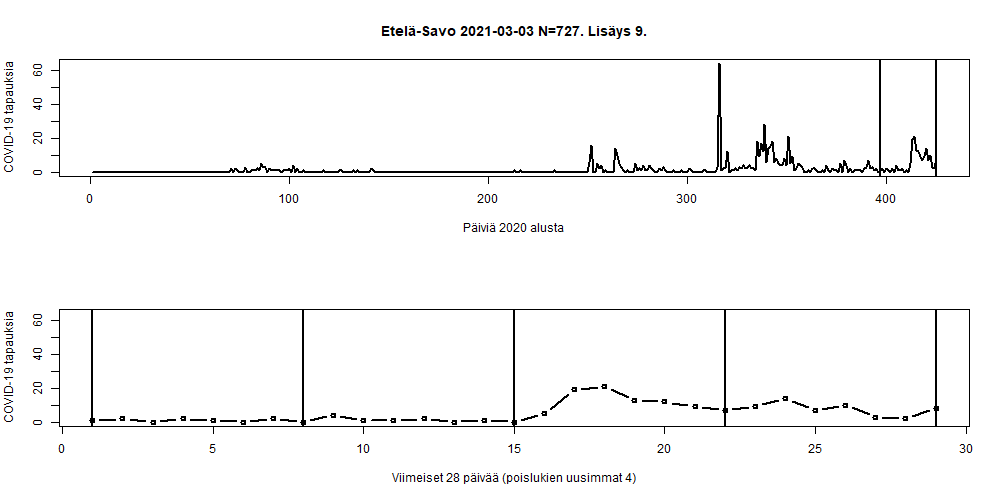 Etelä-Savo 2021-03-03 N=727. Lisäys 9.
COVID-19 tapauksia
60
40
20
0
0 100 200 300 400
Päiviä 2020 alusta
COVID-19 tapauksia
60
40
20
0
0 5 10 15 20 25 30
Viimeiset 28 päivää (poislukien uusimmat 4)